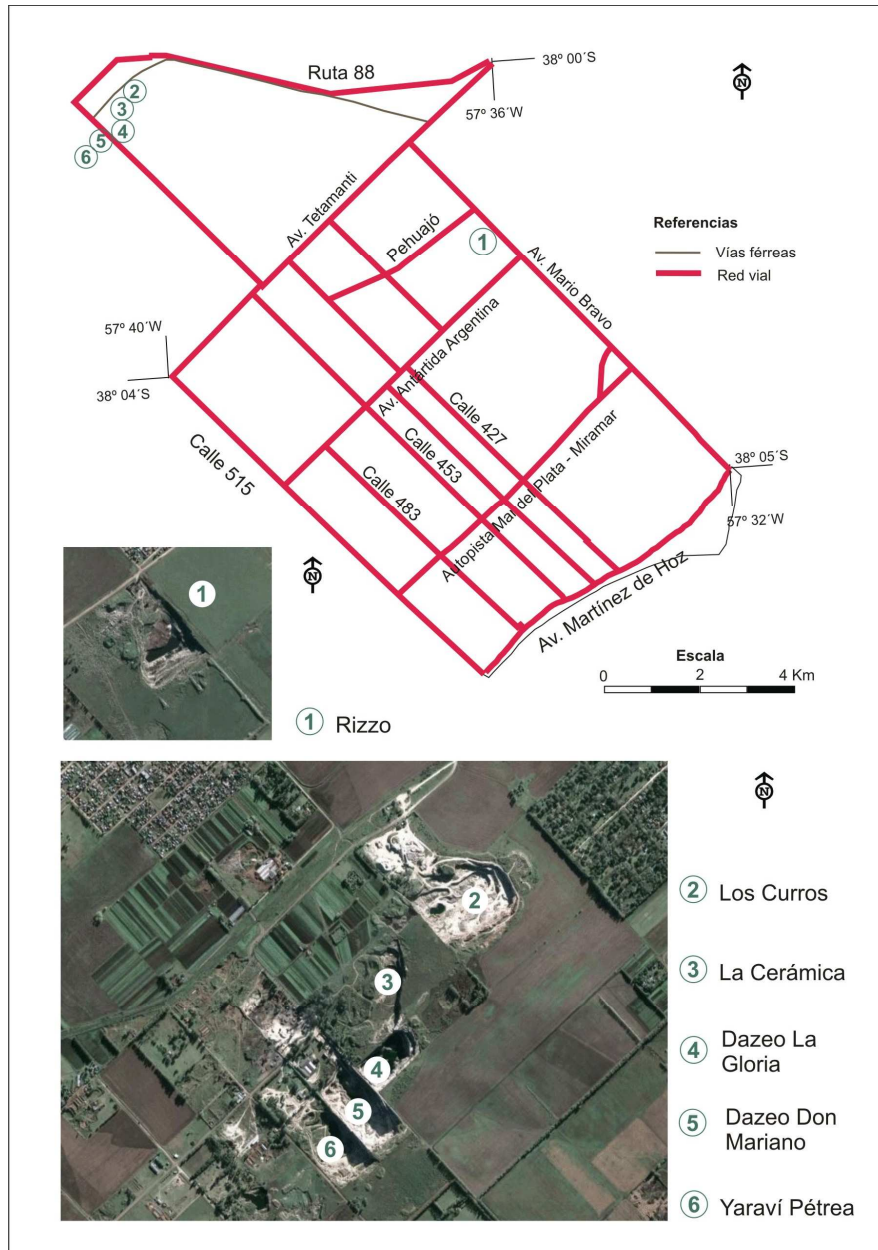 Ruta 88
38º 00´S
57º 36´W
N
2
3
4
5
6
Av. Tetamanti
Pehuajó
1
Av. Mario Bravo
Referencias
Vías férreas
Red vial
57º 40´W
38º 04´S
Av. Antártida Argentina
Calle 427
Calle 453
Calle 483
Calle 515
Autopista Mar del Plata - Miramar
38º 05´S
57º 32´W
Av. Martínez de Hoz
N
1
Escala
0 2 4 Km
1 Rizzo
N
2
3
4
5
6
2 Los Curros
3 La Cerámica
4 Dazeo La
Gloria
5 Dazeo Don
Mariano
6 Yaraví Pétrea